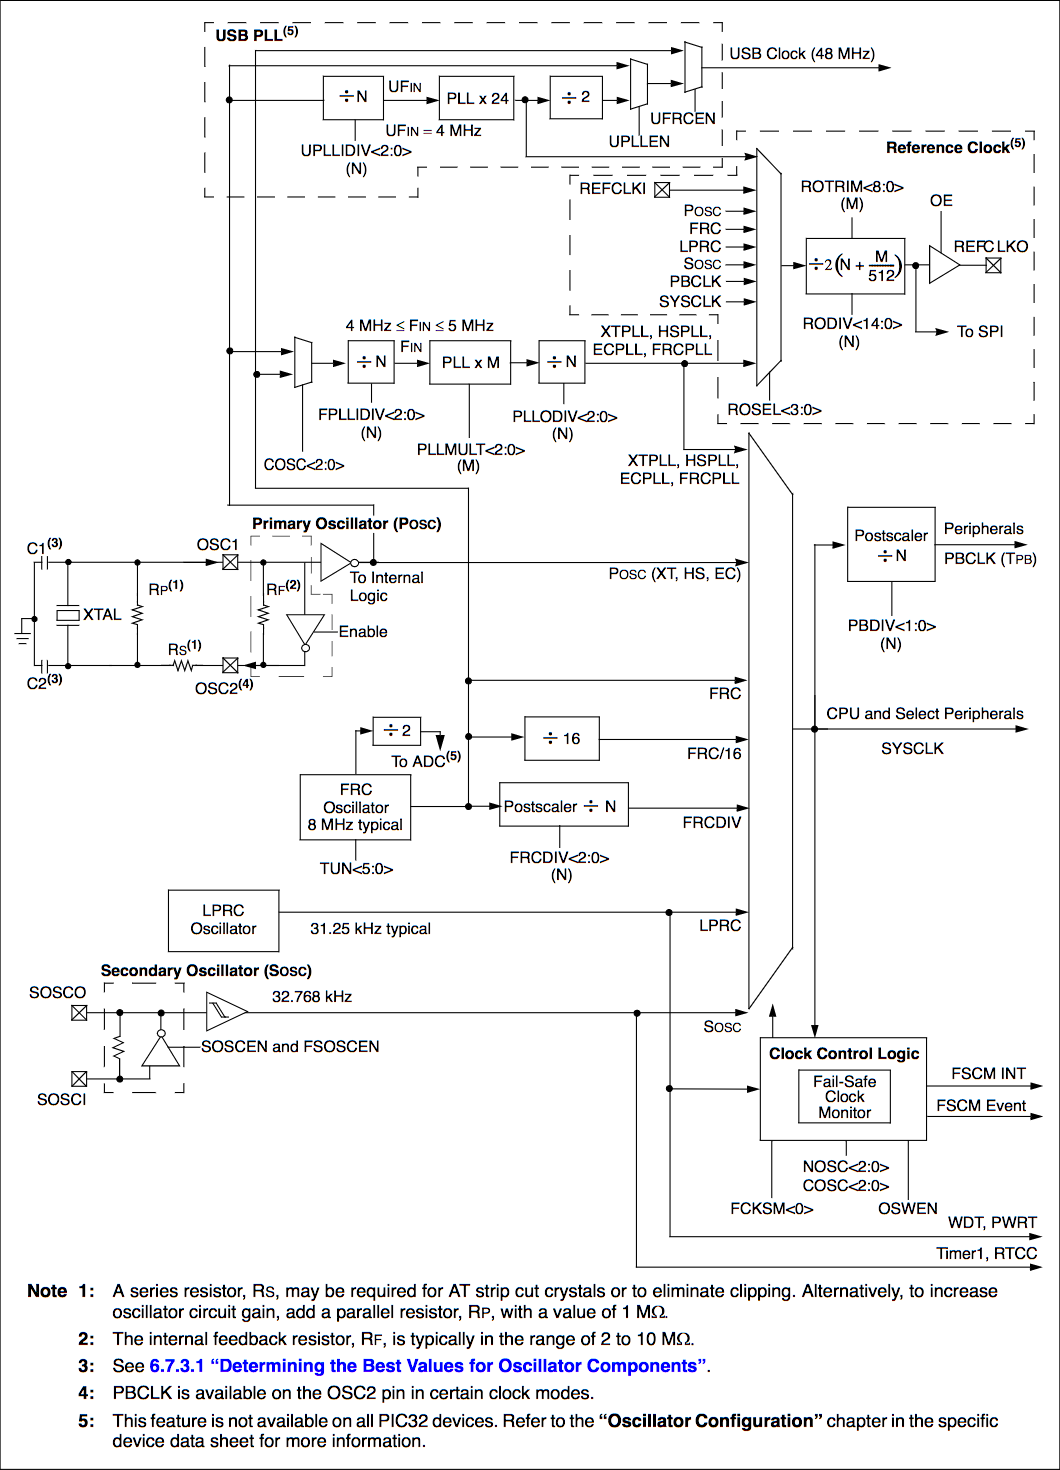 USB PLL(5)
USB Clock (48 MHz)
÷ N
UFIN
PLL x 24
÷ 2
UFIN = 4 MHz
UFRCEN
UPLLEN
UPLLIDIV<2:0>
(N)
Reference Clock(5)
REFCLKI
POSC
FRC
LPRC
SOSC
PBCLK
SYSCLK
ROTRIM<8:0>
(M)
OE
REFCLKO
÷2(N + M/512)
RODIV<14:0>
(N)
To SPI
ROSEL<3:0>
4 MHz ≤ FIN ≤ 5 MHz
FIN
÷ N
PLL x M
÷ N
XTPLL, HSPLL,
ECPLL, FRCPLL
FPLLIDIV<2:0>
(N)
PLLODIV<2:0>
(N)
PLLMULT<2:0>
(M)
COSC<2:0>
XTPLL, HSPLL,
ECPLL, FRCPLL
Primary Oscillator (POSC)
C1(3)
OSC1
RP(1)
RF(2)
XTAL
To Internal
Logic
Enable
RS(1)
C2(3)
OSC2(4)
POSC (XT, HS, EC)
Postscaler
÷ N
Peripherals
PBCLK (TPB)
PBDIV<1:0>
(N)
FRC
CPU and Select Peripherals
SYSCLK
÷ 2
To ADC(5)
÷ 16
FRC/16
FRC
Oscillator
8 MHz typical
TUN<5:0>
Postscaler ÷ N
FRCDIV
FRCDIV<2:0>
(N)
LPRC
Oscillator
31.25 kHz typical
LPRC
Secondary Oscillator (SOSC)
SOSCO
32.768 kHz
SOSC
SOSCEN and FSOSCEN
SOSCI
Clock Control Logic
Fail-Safe
Clock
Monitor
FSCM INT
FSCM Event
NOSC<2:0>
COSC<2:0>
FCKSM<0>
OSWEN
WDT, PWRT
Timer1, RTCC
Note 1: A series resistor, RS, may be required for AT strip cut crystals or to eliminate clipping. Alternatively, to increase
oscillator circuit gain, add a parallel resistor, RP, with a value of 1 MΩ.
2: The internal feedback resistor, RF, is typically in the range of 2 to 10 MΩ.
3: See 6.7.3.1 “Determining the Best Values for Oscillator Components”.
4: PBCLK is available on the OSC2 pin in certain clock modes.
5: This feature is not available on all PIC32 devices. Refer to the “Oscillator Configuration” chapter in the specific
device data sheet for more information.